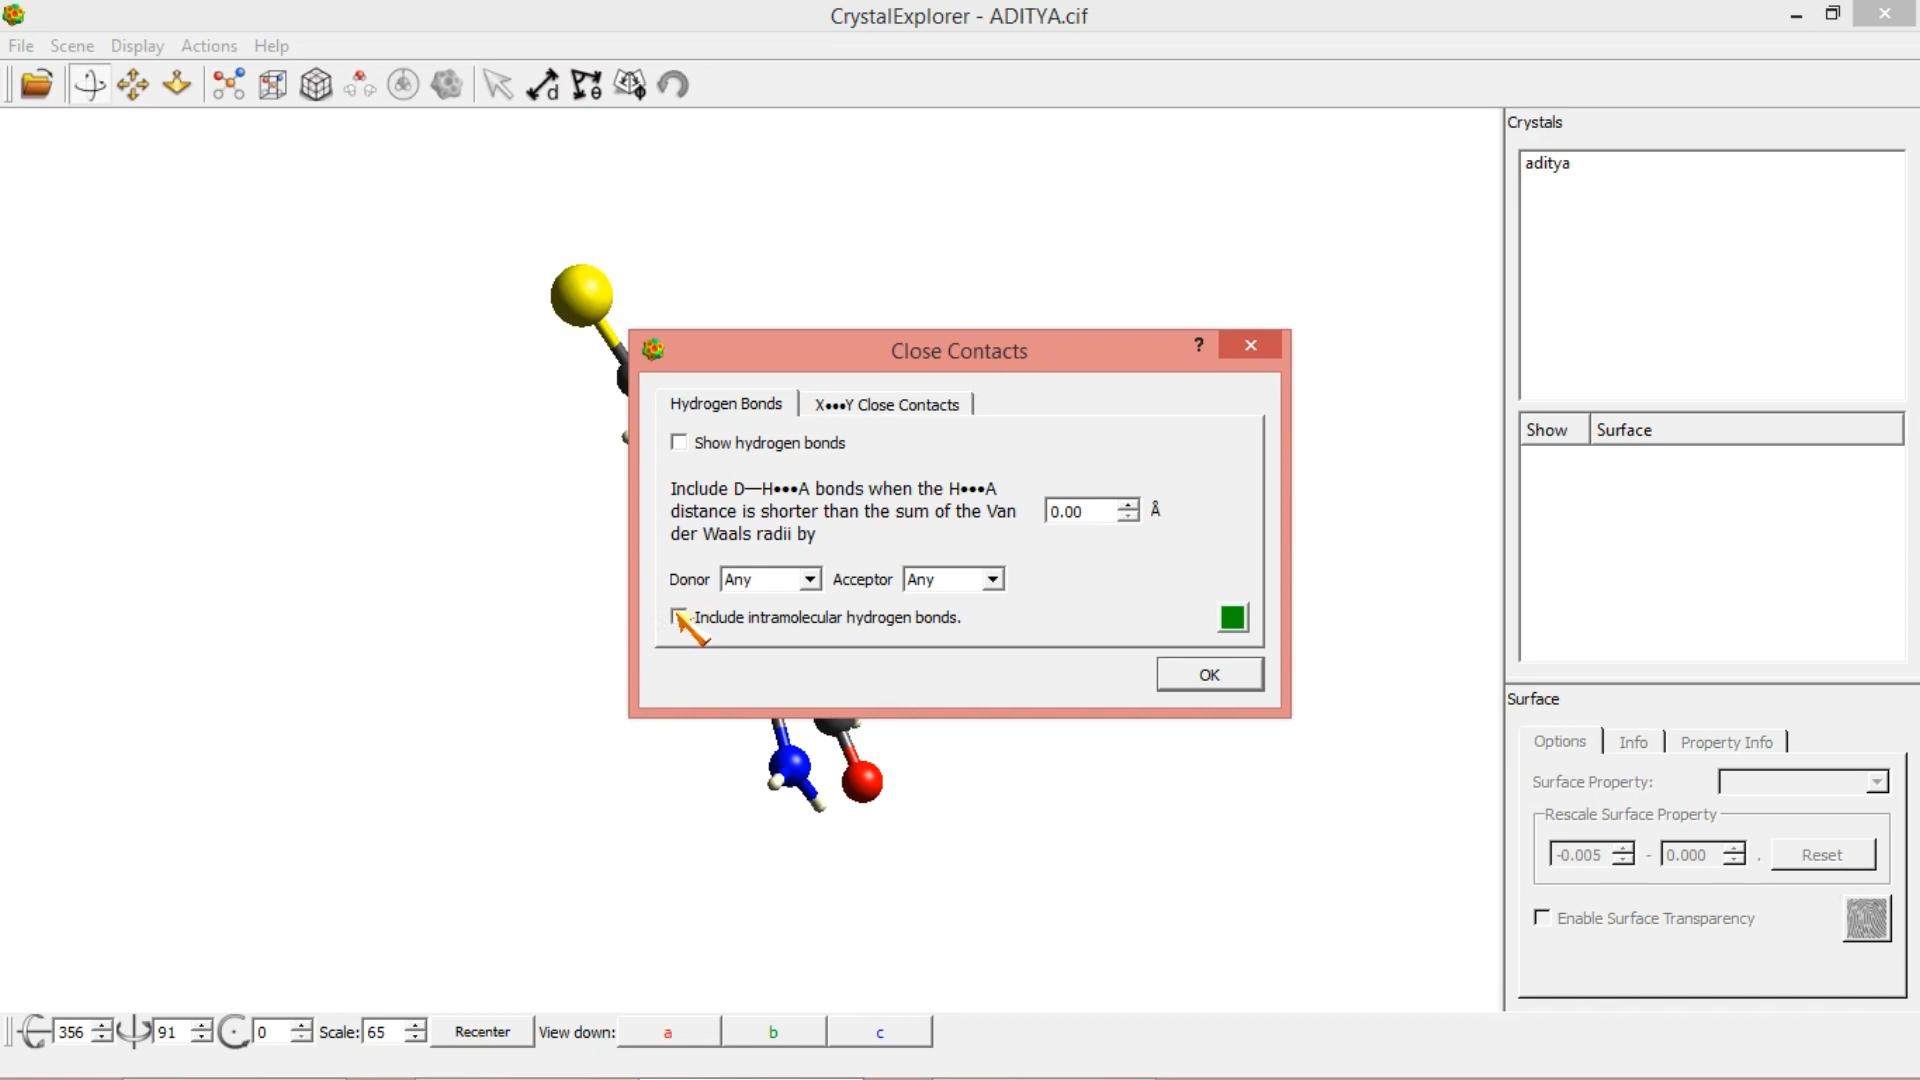 CrystalExplorer - ADITYA.cif
File Scene Display Actions Help
d θ φ
Crystals
aditya
Close Contacts ?
Hydrogen Bonds X•••Y Close Contacts
Show hydrogen bonds
Include D—H•••A bonds when the H•••A
distance is shorter than the sum of the Van
der Waals radii by
0.00 Å
Donor Any Acceptor Any
Include intramolecular hydrogen bonds.
OK
Show Surface
Surface
Options Info Property Info
Surface Property:
Rescale Surface Property
-0.005 - 0.000 . Reset
Enable Surface Transparency
356 91 0 Scale: 65 Recenter View down: a b c